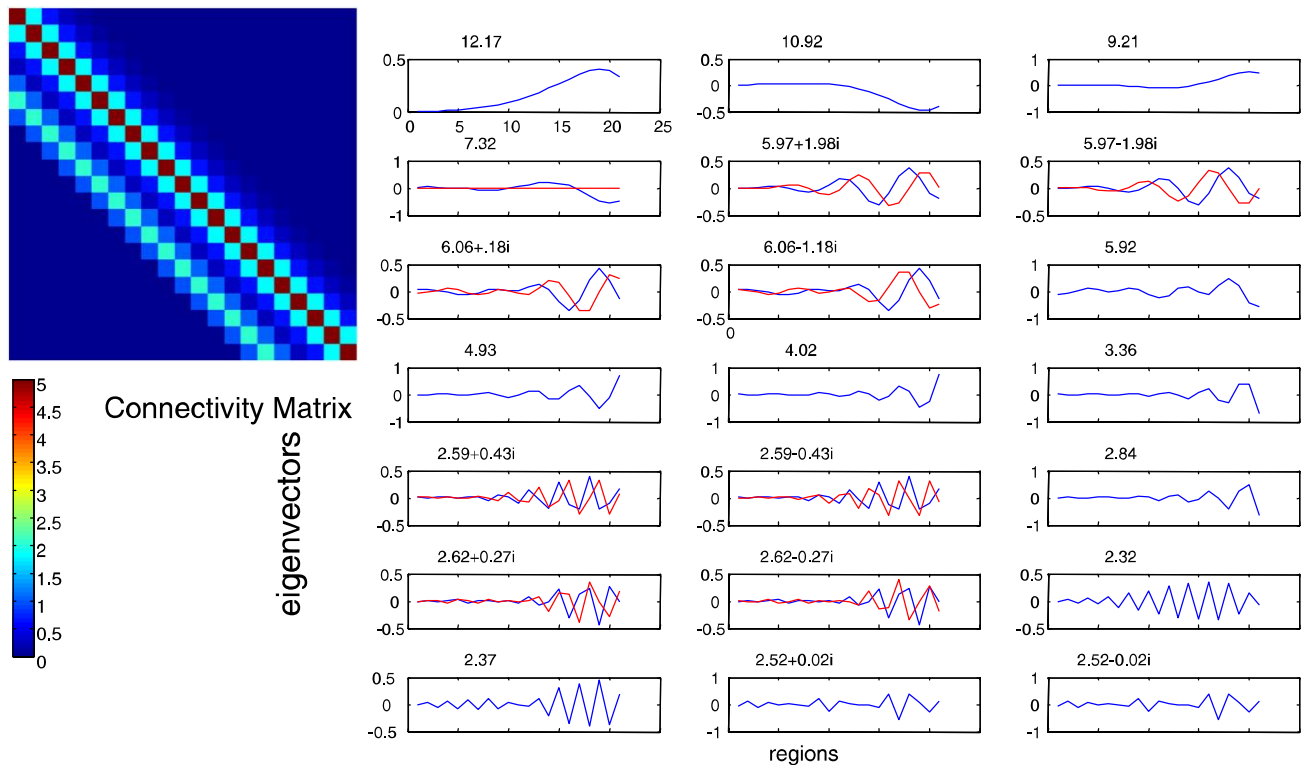 12.17 10.92 9.21
0.5 0.5 1
0 0
0 -0.5 -1
0 5 10 15 20 25
7.32 5.97+1.98i 5.97-1.98i
1 0.5 0.5
0 0 0
-1 -0.5 -0.5
6.06+.18i 6.06-1.18i 5.92
0.5 0.5 1
0 0 0
-0.5 -0.5 -1
0
4.93 4.02 3.36
1 1 1
0 0 0
-1 -1 -1
2.59+0.43i 2.59-0.43i 2.84
0.5 0.5 1
0 0 0
-0.5 -0.5 -1
2.62+0.27i 2.62-0.27i 2.32
0.5 0.5 0.5
0 0 0
-0.5 -0.5 -0.5
2.37 2.52+0.02i 2.52-0.02i
0.5 1 1
0 0 0
-0.5 -1 -1
regions
Connectivity Matrix
eigenvectors
5
4.5
4
3.5
3
2.5
2
1.5
1
0.5
0